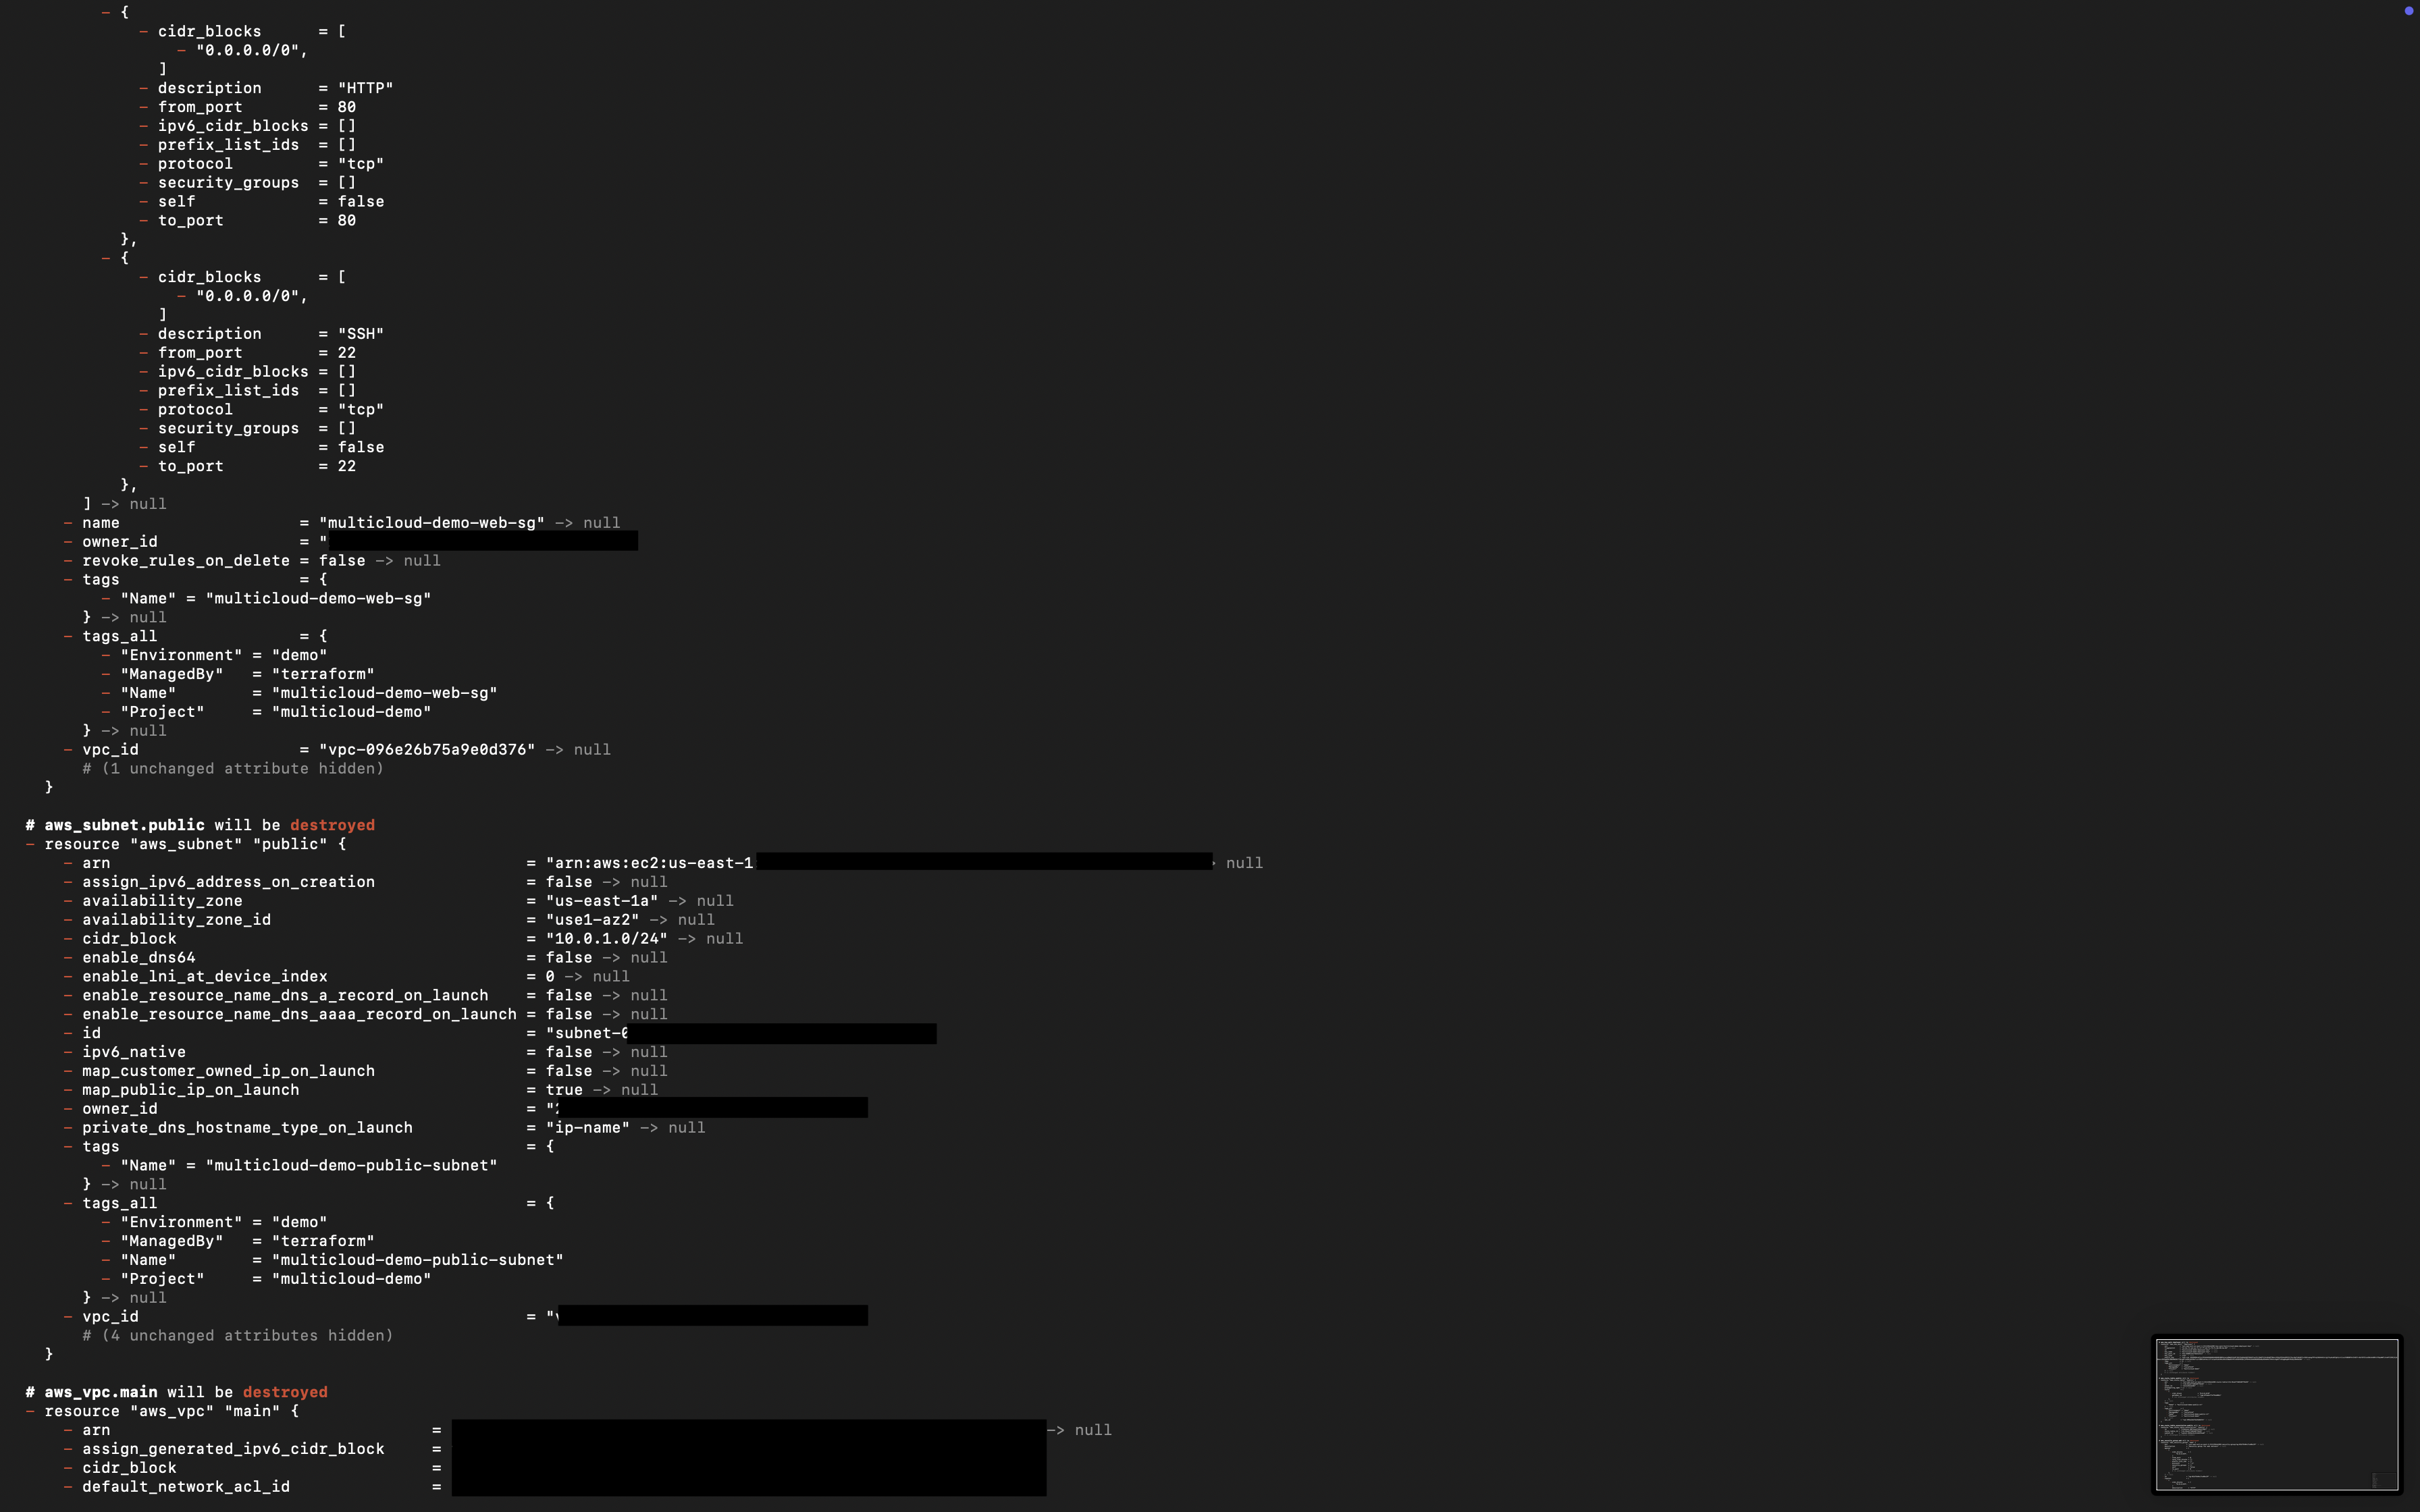 - {
- cidr_blocks      = [
- "0.0.0.0/0",
]
- description      = "HTTP"
- from_port        = 80
- ipv6_cidr_blocks = []
- prefix_list_ids  = []
- protocol         = "tcp"
- security_groups  = []
- self             = false
- to_port          = 80
},
- {
- cidr_blocks      = [
- "0.0.0.0/0",
]
- description      = "SSH"
- from_port        = 22
- ipv6_cidr_blocks = []
- prefix_list_ids  = []
- protocol         = "tcp"
- security_groups  = []
- self             = false
- to_port          = 22
},
] -> null
- name                   = "multicloud-demo-web-sg" -> null
- owner_id               = "
- revoke_rules_on_delete = false -> null
- tags                   = {
- "Name" = "multicloud-demo-web-sg"
} -> null
- tags_all               = {
- "Environment" = "demo"
- "ManagedBy"   = "terraform"
- "Name"        = "multicloud-demo-web-sg"
- "Project"     = "multicloud-demo"
} -> null
- vpc_id                 = "vpc-096e26b75a9e0d376" -> null
# (1 unchanged attribute hidden)
}
# aws_subnet.public will be destroyed
- resource "aws_subnet" "public" {
- arn                                            = "arn:aws:ec2:us-east-1 null
- assign_ipv6_address_on_creation                = false -> null
- availability_zone                              = "us-east-1a" -> null
- availability_zone_id                           = "use1-az2" -> null
- cidr_block                                     = "10.0.1.0/24" -> null
- enable_dns64                                   = false -> null
- enable_lni_at_device_index                     = 0 -> null
- enable_resource_name_dns_a_record_on_launch    = false -> null
- enable_resource_name_dns_aaaa_record_on_launch = false -> null
- id                                             = "subnet-0
- ipv6_native                                    = false -> null
- map_customer_owned_ip_on_launch                = false -> null
- map_public_ip_on_launch                        = true -> null
- owner_id                                       = "
- private_dns_hostname_type_on_launch            = "ip-name" -> null
- tags                                           = {
- "Name" = "multicloud-demo-public-subnet"
} -> null
- tags_all                                       = {
- "Environment" = "demo"
- "ManagedBy"   = "terraform"
- "Name"        = "multicloud-demo-public-subnet"
- "Project"     = "multicloud-demo"
} -> null
- vpc_id                                         = "
# (4 unchanged attributes hidden)
}
# aws_vpc.main will be destroyed
- resource "aws_vpc" "main" {
- arn                                  = -> null
- assign_generated_ipv6_cidr_block     =
- cidr_block                           =
- default_network_acl_id               =